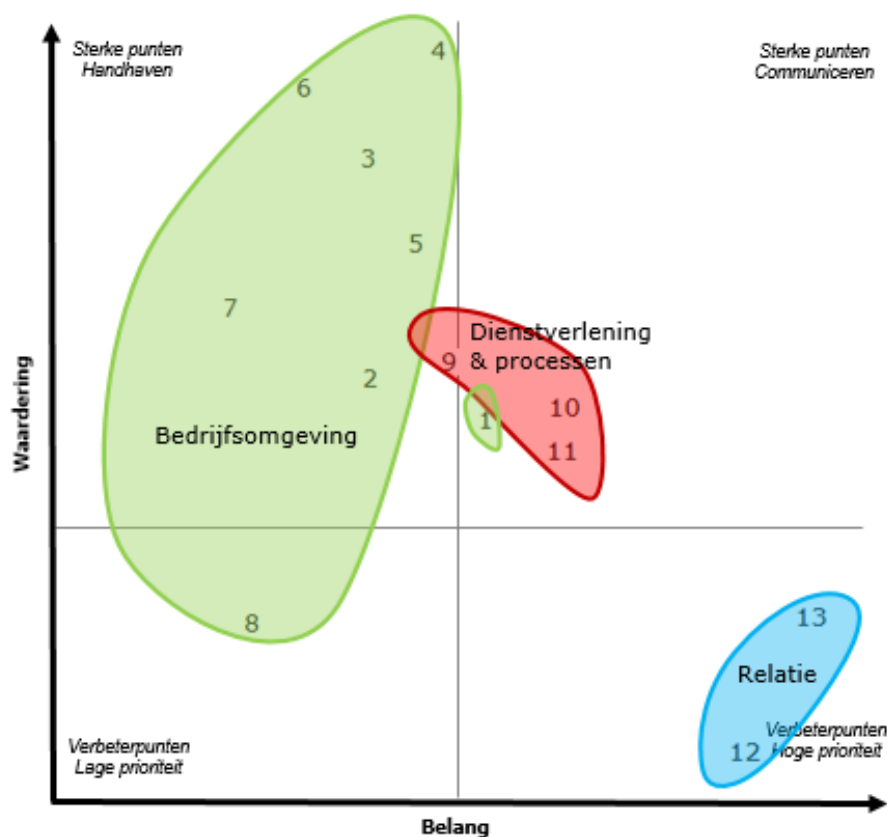 Sterke punten
Handhaven
Sterke punten
Communiceren
4
6
3
5
7
Dienstverlening
& processen
9
2
10
1
Bedrijfsomgeving
11
Waardering
8
13
Relatie
Verbeterpunten
Lage prioriteit
Verbeterpunten
Hoge prioriteit
12
Belang